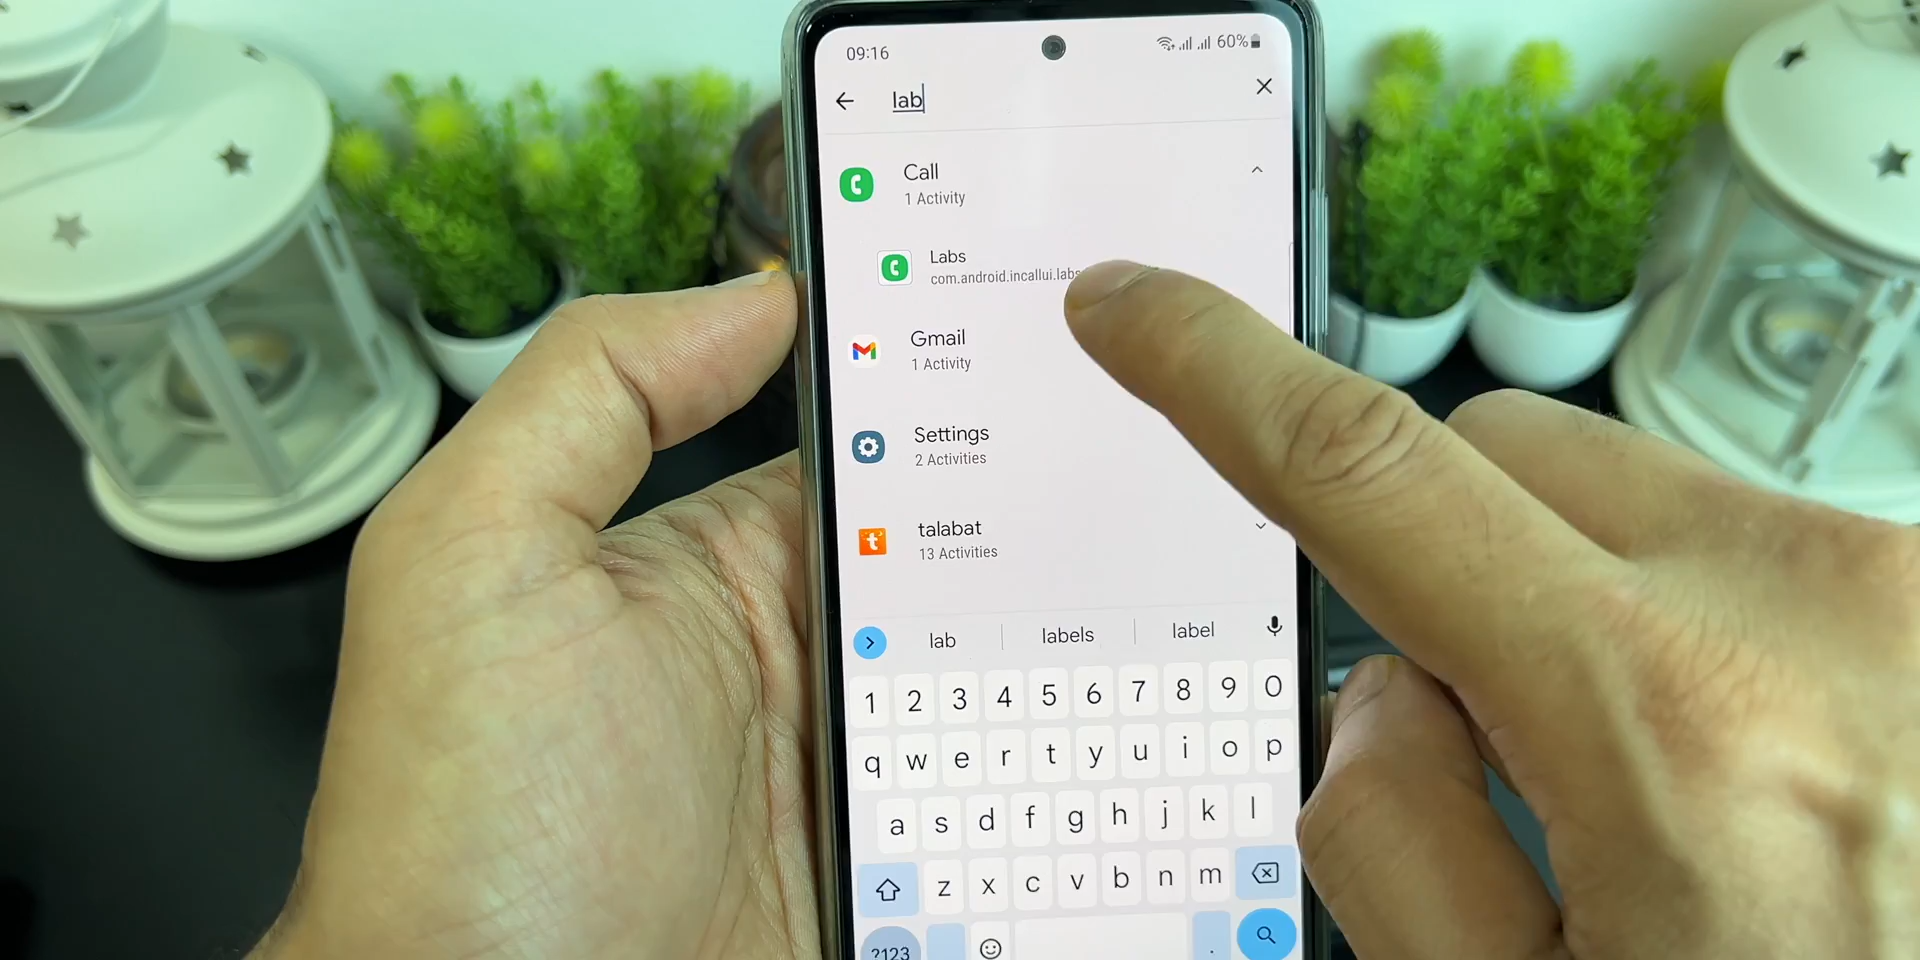 09:16 60%
lab
Call
1 Activity
Labs
com.android.incallui.labs
Gmail
1 Activity
Settings
2 Activities
talabat
t
13 Activities
lab labels label
1 2 3 4 5 6 7 8 9 0
q w e r t y u i o p
a s d f g h j k l
z x c v b n m
?123 .